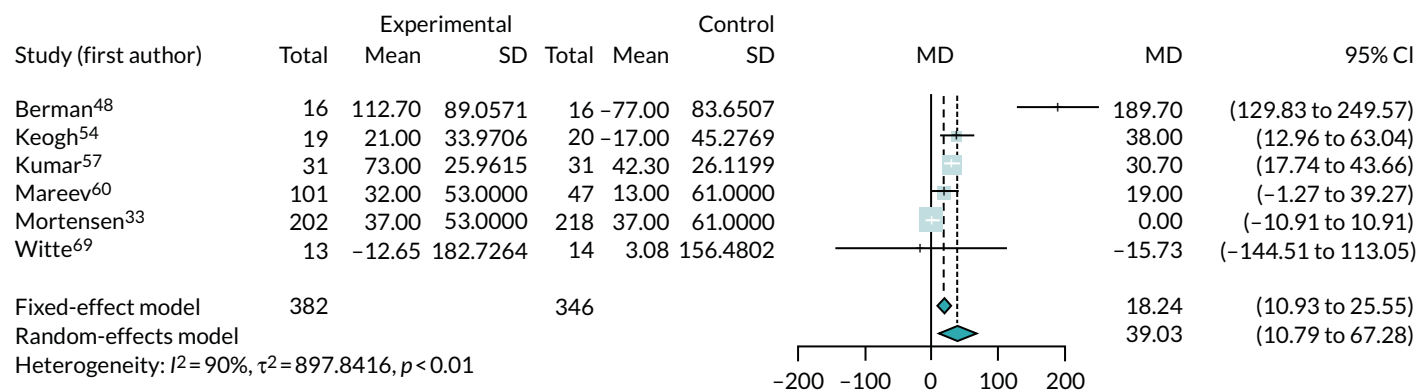 Experimental Control
Study (first author) Total Mean SD Total Mean SD MD MD 95% CI
Berman48 16 112.70 89.0571 16 –77.00 83.6507 189.70 (129.83 to 249.57)
Keogh54 19 21.00 33.9706 20 –17.00 45.2769 38.00 (12.96 to 63.04)
Kumar57 31 73.00 25.9615 31 42.30 26.1199 30.70 (17.74 to 43.66)
Mareev60 101 32.00 53.0000 47 13.00 61.0000 19.00 (–1.27 to 39.27)
Mortensen33 202 37.00 53.0000 218 37.00 61.0000 0.00 (–10.91 to 10.91)
Witte69 13 –12.65 182.7264 14 3.08 156.4802 –15.73 (–144.51 to 113.05)
Fixed-effect model 382 346 18.24 (10.93 to 25.55)
Random-effects model 39.03 (10.79 to 67.28)
Heterogeneity: I2 = 90%, τ2 = 897.8416, p < 0.01
–200 –100 0 100 200